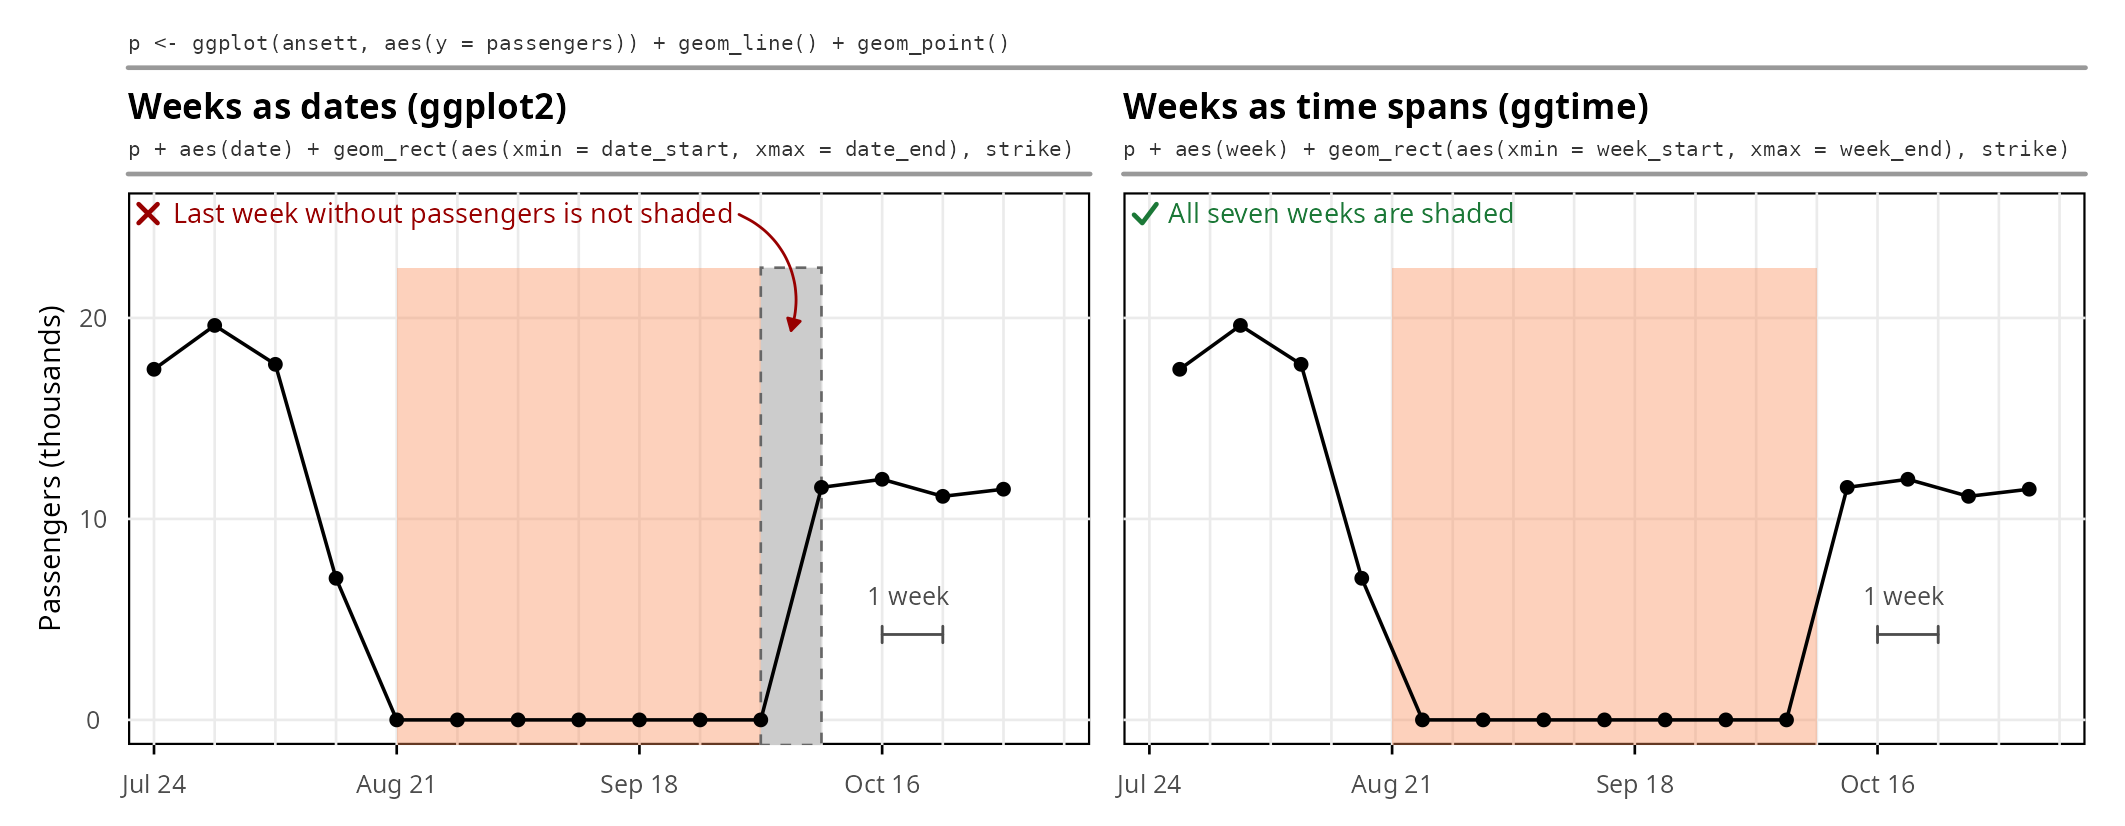 p <- ggplot(ansett, aes(y = passengers)) + geom_line() + geom_point()
Weeks as dates (ggplot2)
p + aes(date) + geom_rect(aes(xmin = date_start, xmax = date_end), strike)
Last week without passengers is not shaded
Passengers (thousands)
20
10
0
1 week
Jul 24
Aug 21
Sep 18
Oct 16
Weeks as time spans (ggtime)
p + aes(week) + geom_rect(aes(xmin = week_start, xmax = week_end), strike)
All seven weeks are shaded
1 week
Jul 24
Aug 21
Sep 18
Oct 16